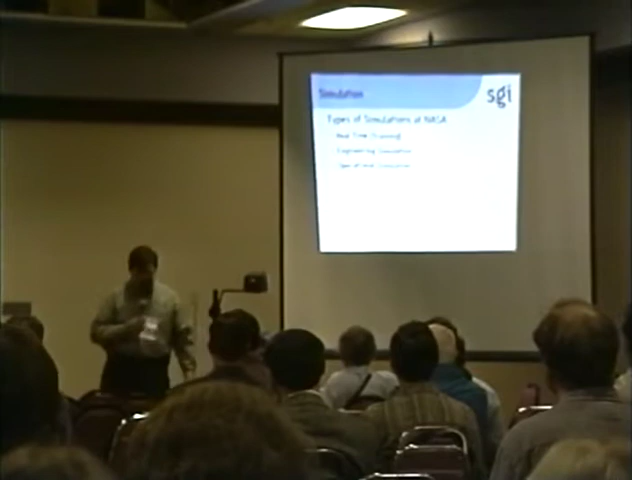 Simulation
sgi
Types of Simulations at NASA
Real Time (Training)
Engineering Simulation